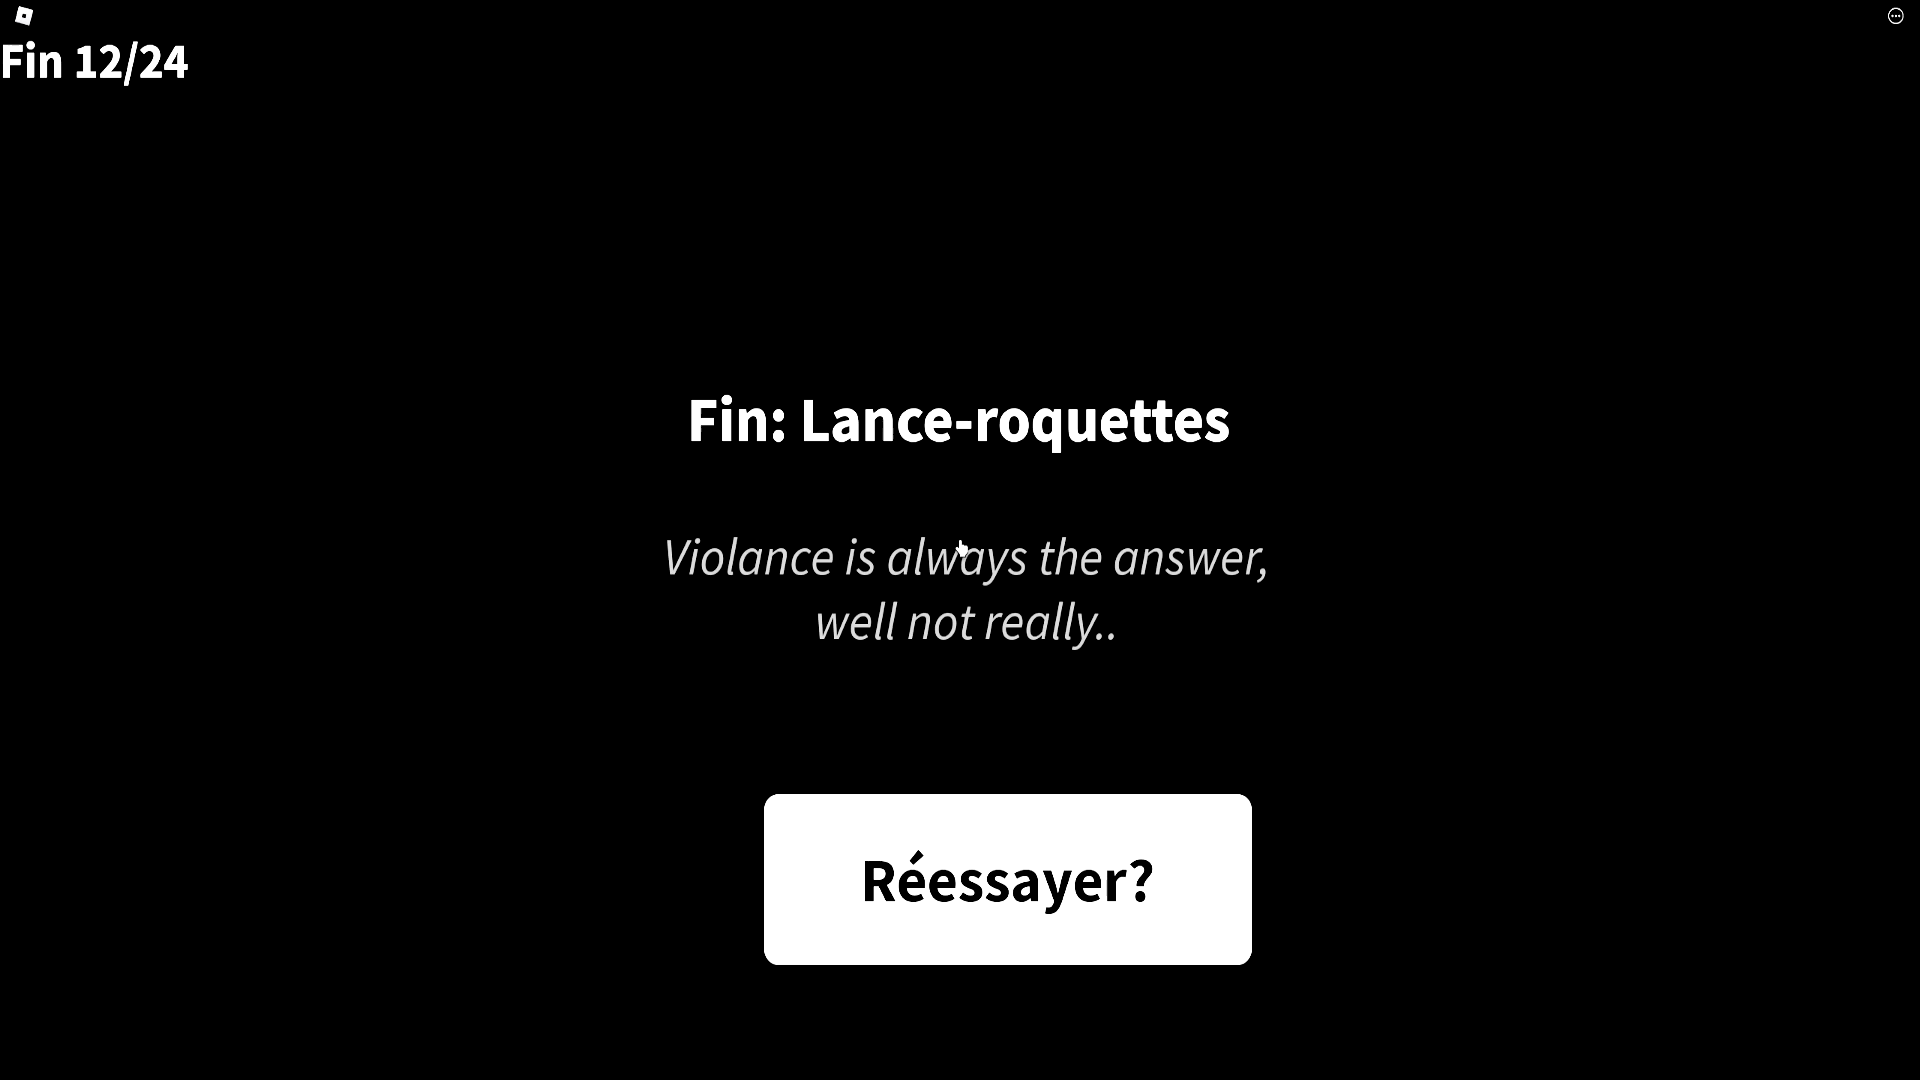 Fin 12/24
Fin: Lance-roquettes
Violance is always the answer,
well not really..
Réessayer?